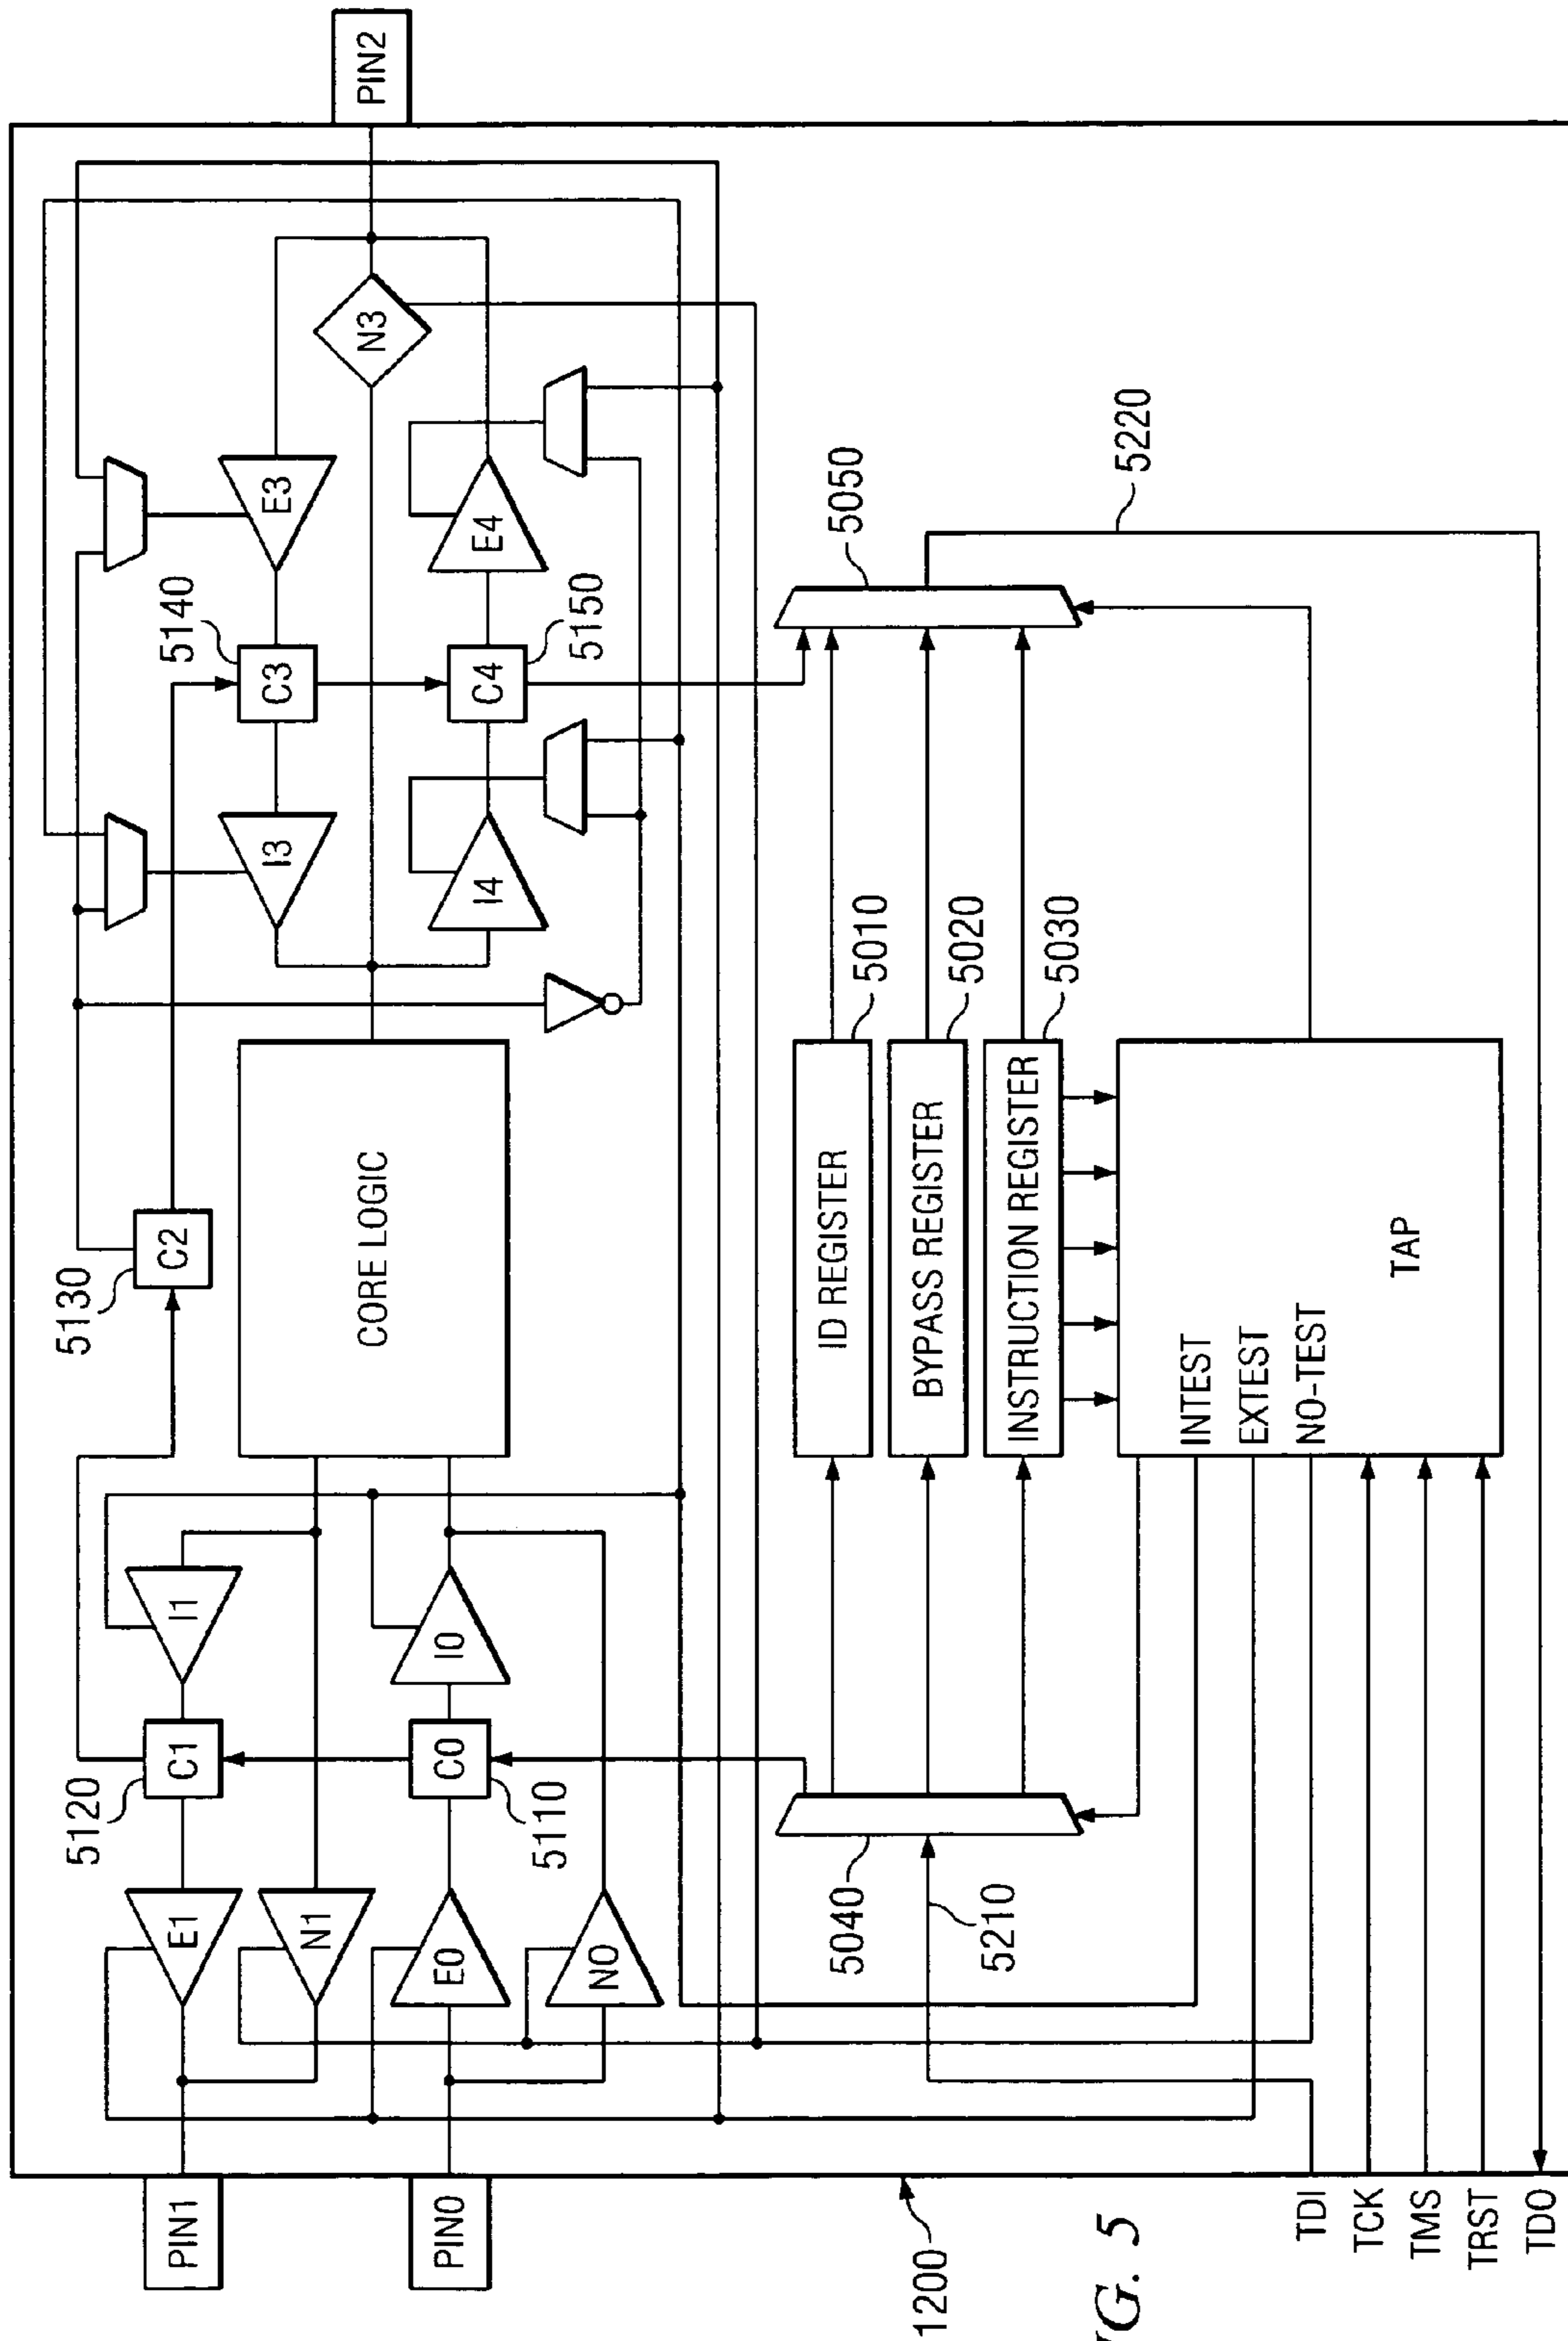 PIN1
PIN0
PIN2
5120
C1
E1
N1
I1
E0
C0
5110
I0
N0
5130
C2
CORE LOGIC
I3
5140
C3
E3
N3
I4
C4
5150
E4
5040
5210
ID REGISTER
5010
BYPASS REGISTER
5020
INSTRUCTION REGISTER
5030
5050
5220
INTEST
EXTEST
NO-TEST
TAP
1200
TDI
TCK
TMS
TRST
TDO
5